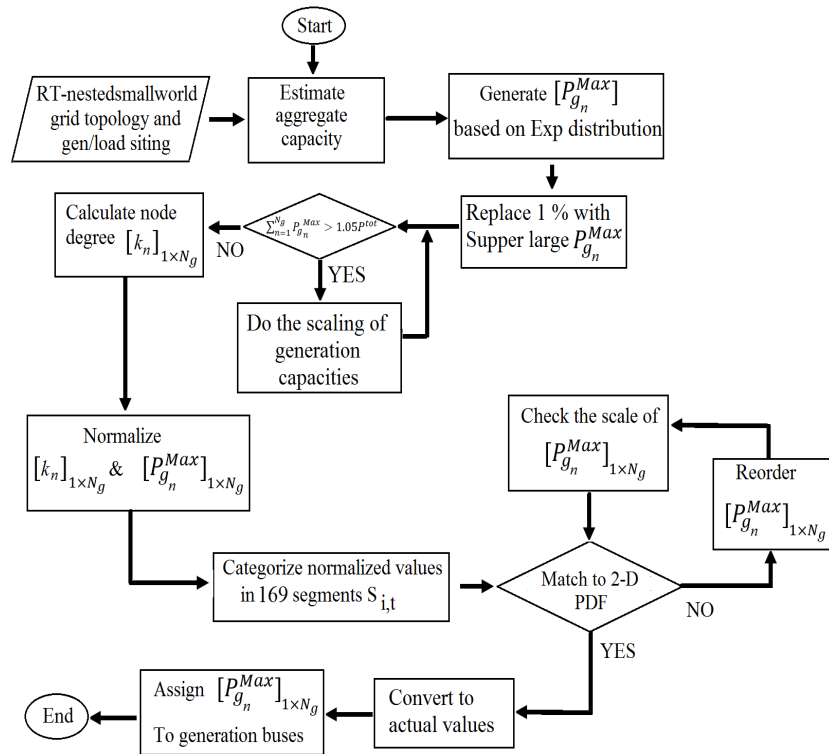 Start
RT-nestedsmallworld
grid topology and
gen/load siting
Estimate
aggregate
capacity
Generate [P_{g_n}^{Max}]
based on Exp distribution
Replace 1 % with
Supper large P_{g_n}^{Max}
∑_{n=1}^{N_g} P_{g_n}^{Max} > 1.05P^{tot}
NO
YES
Calculate node
degree [k_n]_{1×N_g}
Do the scaling of
generation
capacities
Normalize
[k_n]_{1×N_g} & [P_{g_n}^{Max}]_{1×N_g}
Categorize normalized values
in 169 segments S_{i,t}
Match to 2-D
PDF
NO
YES
Reorder
[P_{g_n}^{Max}]_{1×N_g}
Check the scale of
[P_{g_n}^{Max}]_{1×N_g}
Convert to
actual values
Assign [P_{g_n}^{Max}]_{1×N_g}
To generation buses
End